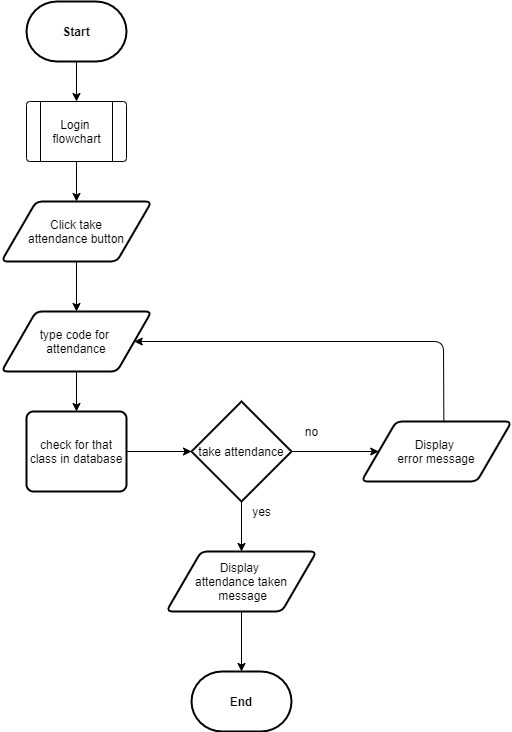 Start
Login
flowchart
Click take
attendance button
type code for
attendance
check for that
class in database
take attendance
no
Display
error message
yes
Display
attendance taken
message
End